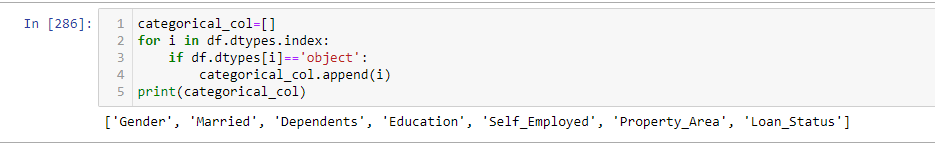 In [286]:
1 categorical_col=[]
2 for i in df.dtypes.index:
3     if df.dtypes[i]=='object':
4         categorical_col.append(i)
5 print(categorical_col)
['Gender', 'Married', 'Dependents', 'Education', 'Self_Employed', 'Property_Area', 'Loan_Status']